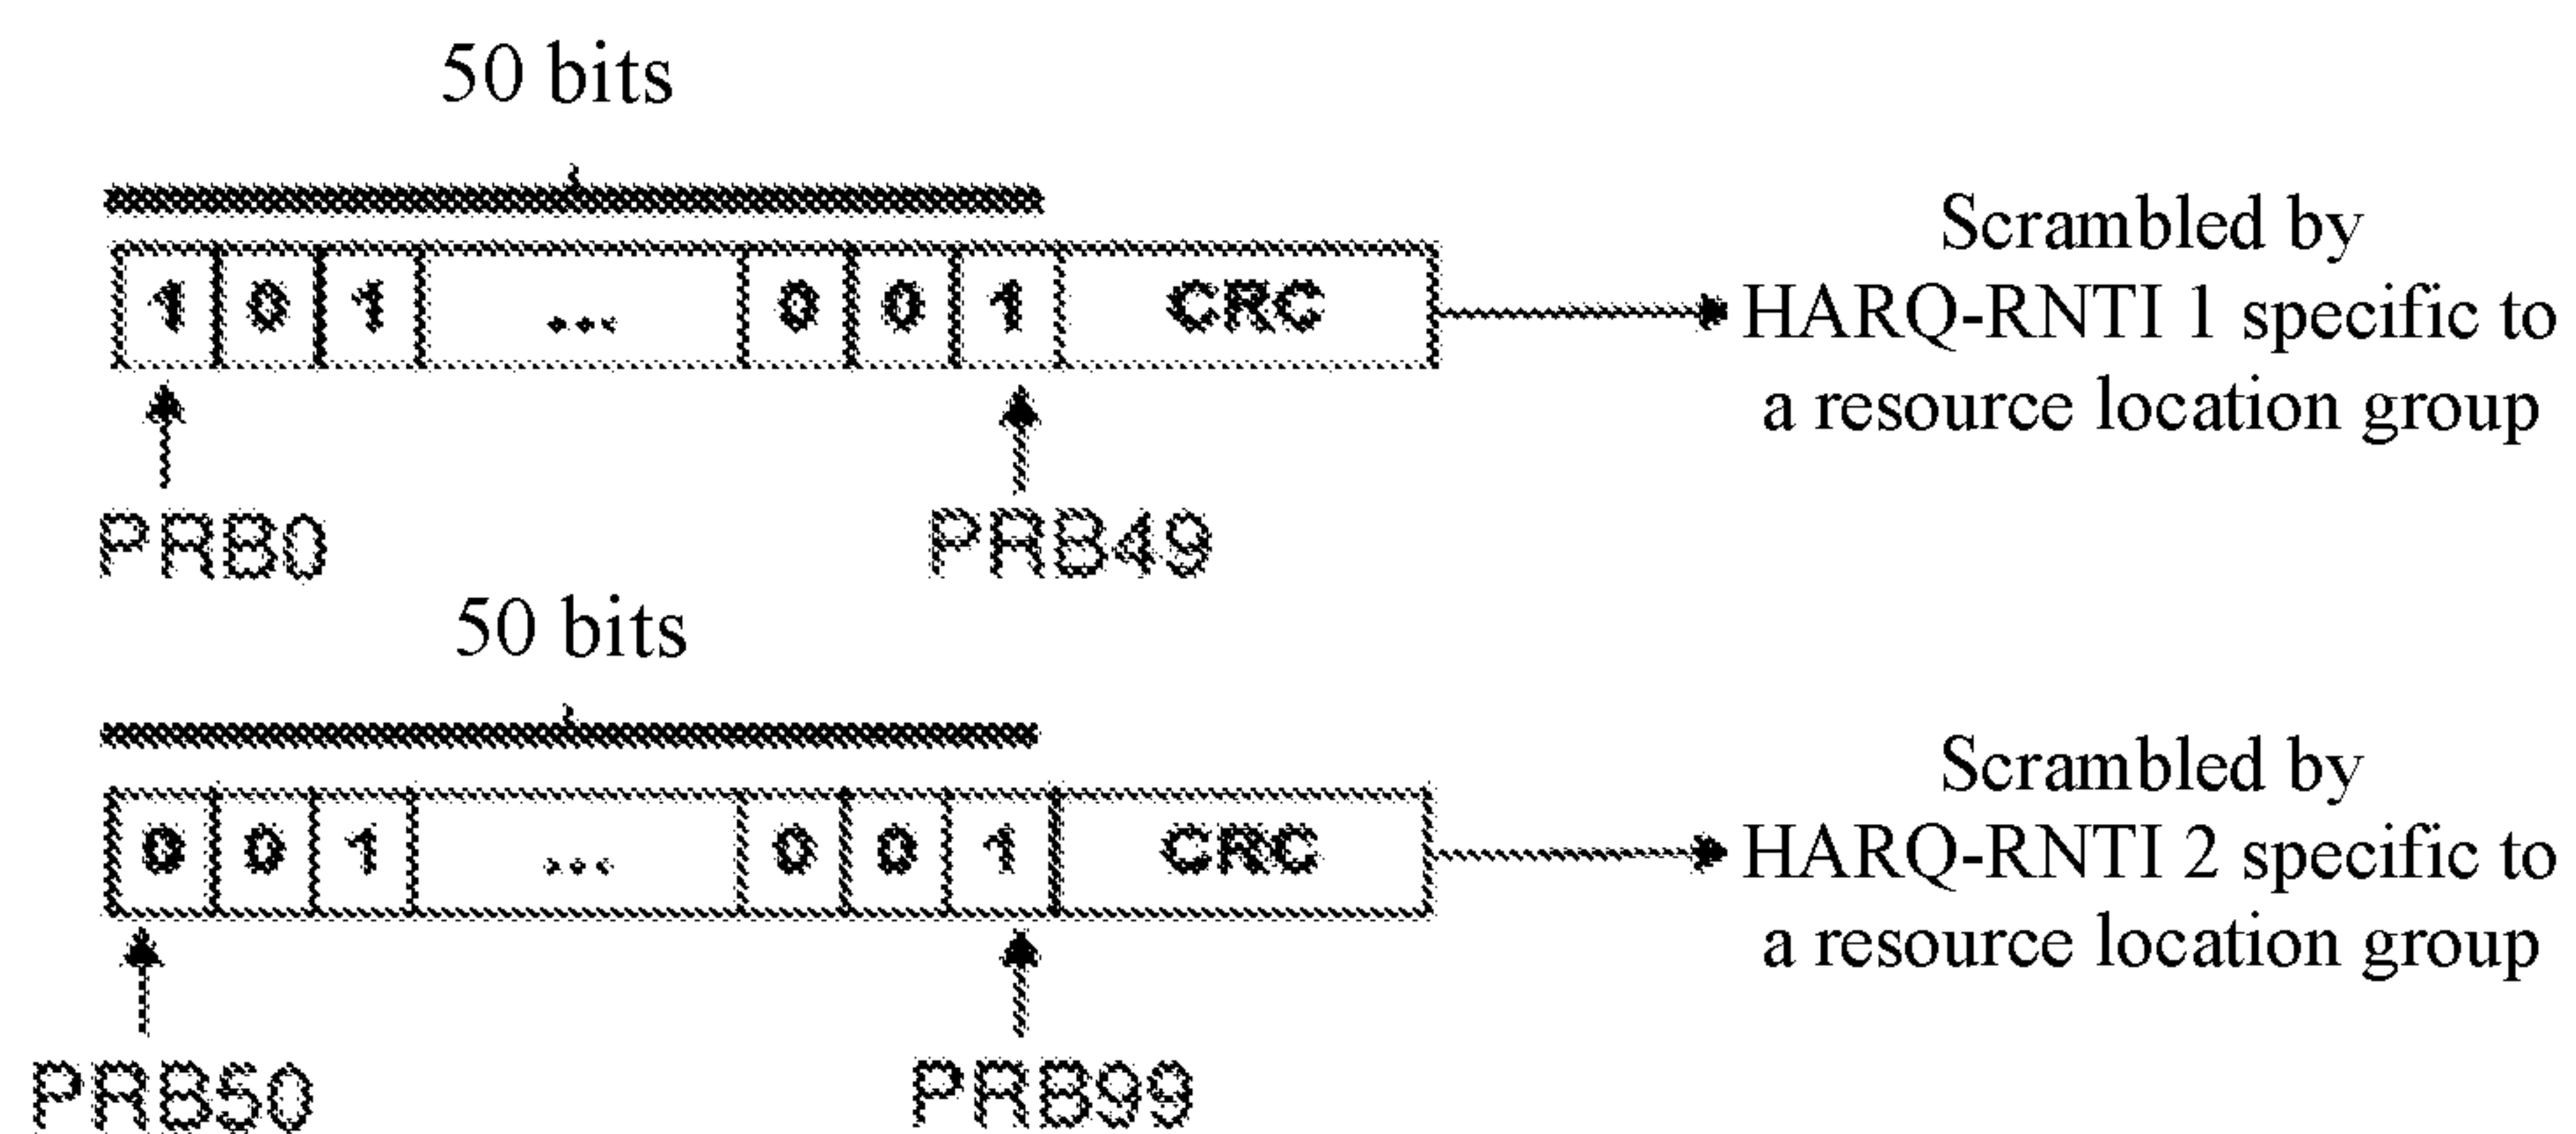 50 bits
1 0 1 ... 0 0 1 CRC
Scrambled by
HARQ-RNTI 1 specific to
a resource location group
PRB0 PRB49
50 bits
0 0 1 ... 0 0 1 CRC
Scrambled by
HARQ-RNTI 2 specific to
a resource location group
PRB50 PRB99